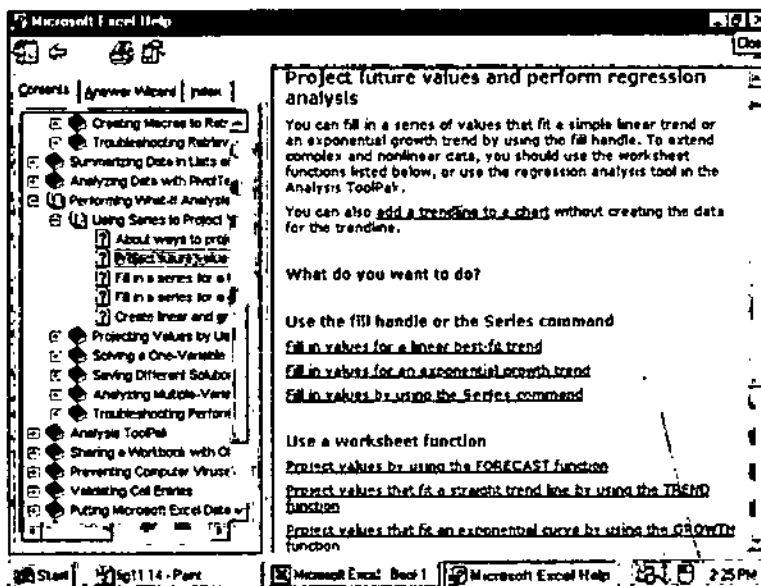 Microsoft Excel Help
Close
Contents
Answer Wizard
Index
Creating Macros to Retr
Troubleshooting Retriev
Summarizing Data in Lists a
Analyzing Data with PivotTa
Performing What-If Analysis
Using Series to Project
About ways to proj
Project future value
Fill in a series for a
Fill in a series for a
Create linear and gr
Projecting Values by Us
Solving a One-Variable
Saving Different Solution
Analyzing Multiple-Varia
Troubleshooting Perform
Analysis ToolPak
Sharing a Workbook with Ot
Preventing Computer Viruse
Validating Cell Entries
Putting Microsoft Excel Data
Project future values and perform regression
analysis
You can fill in a series of values that fit a simple linear trend or
an exponential growth trend by using the fill handle. To extend
complex and nonlinear data, you should use the worksheet
functions listed below, or use the regression analysis tool in the
Analysis ToolPak.
You can also add a trendline to a chart without creating the data
for the trendline.
What do you want to do?
Use the fill handle or the Series command
Fill in values for a linear best-fit trend
Fill in values for an exponential growth trend
Fill in values by using the Series command
Use a worksheet function
Project values by using the FORECAST function
Project values that fit a straight trend line by using the TREND
function
Project values that fit an exponential curve by using the GROWTH
function
Start
fig1114 - Paint
Microsoft Excel - Book1
Microsoft Excel Help
2:25 PM